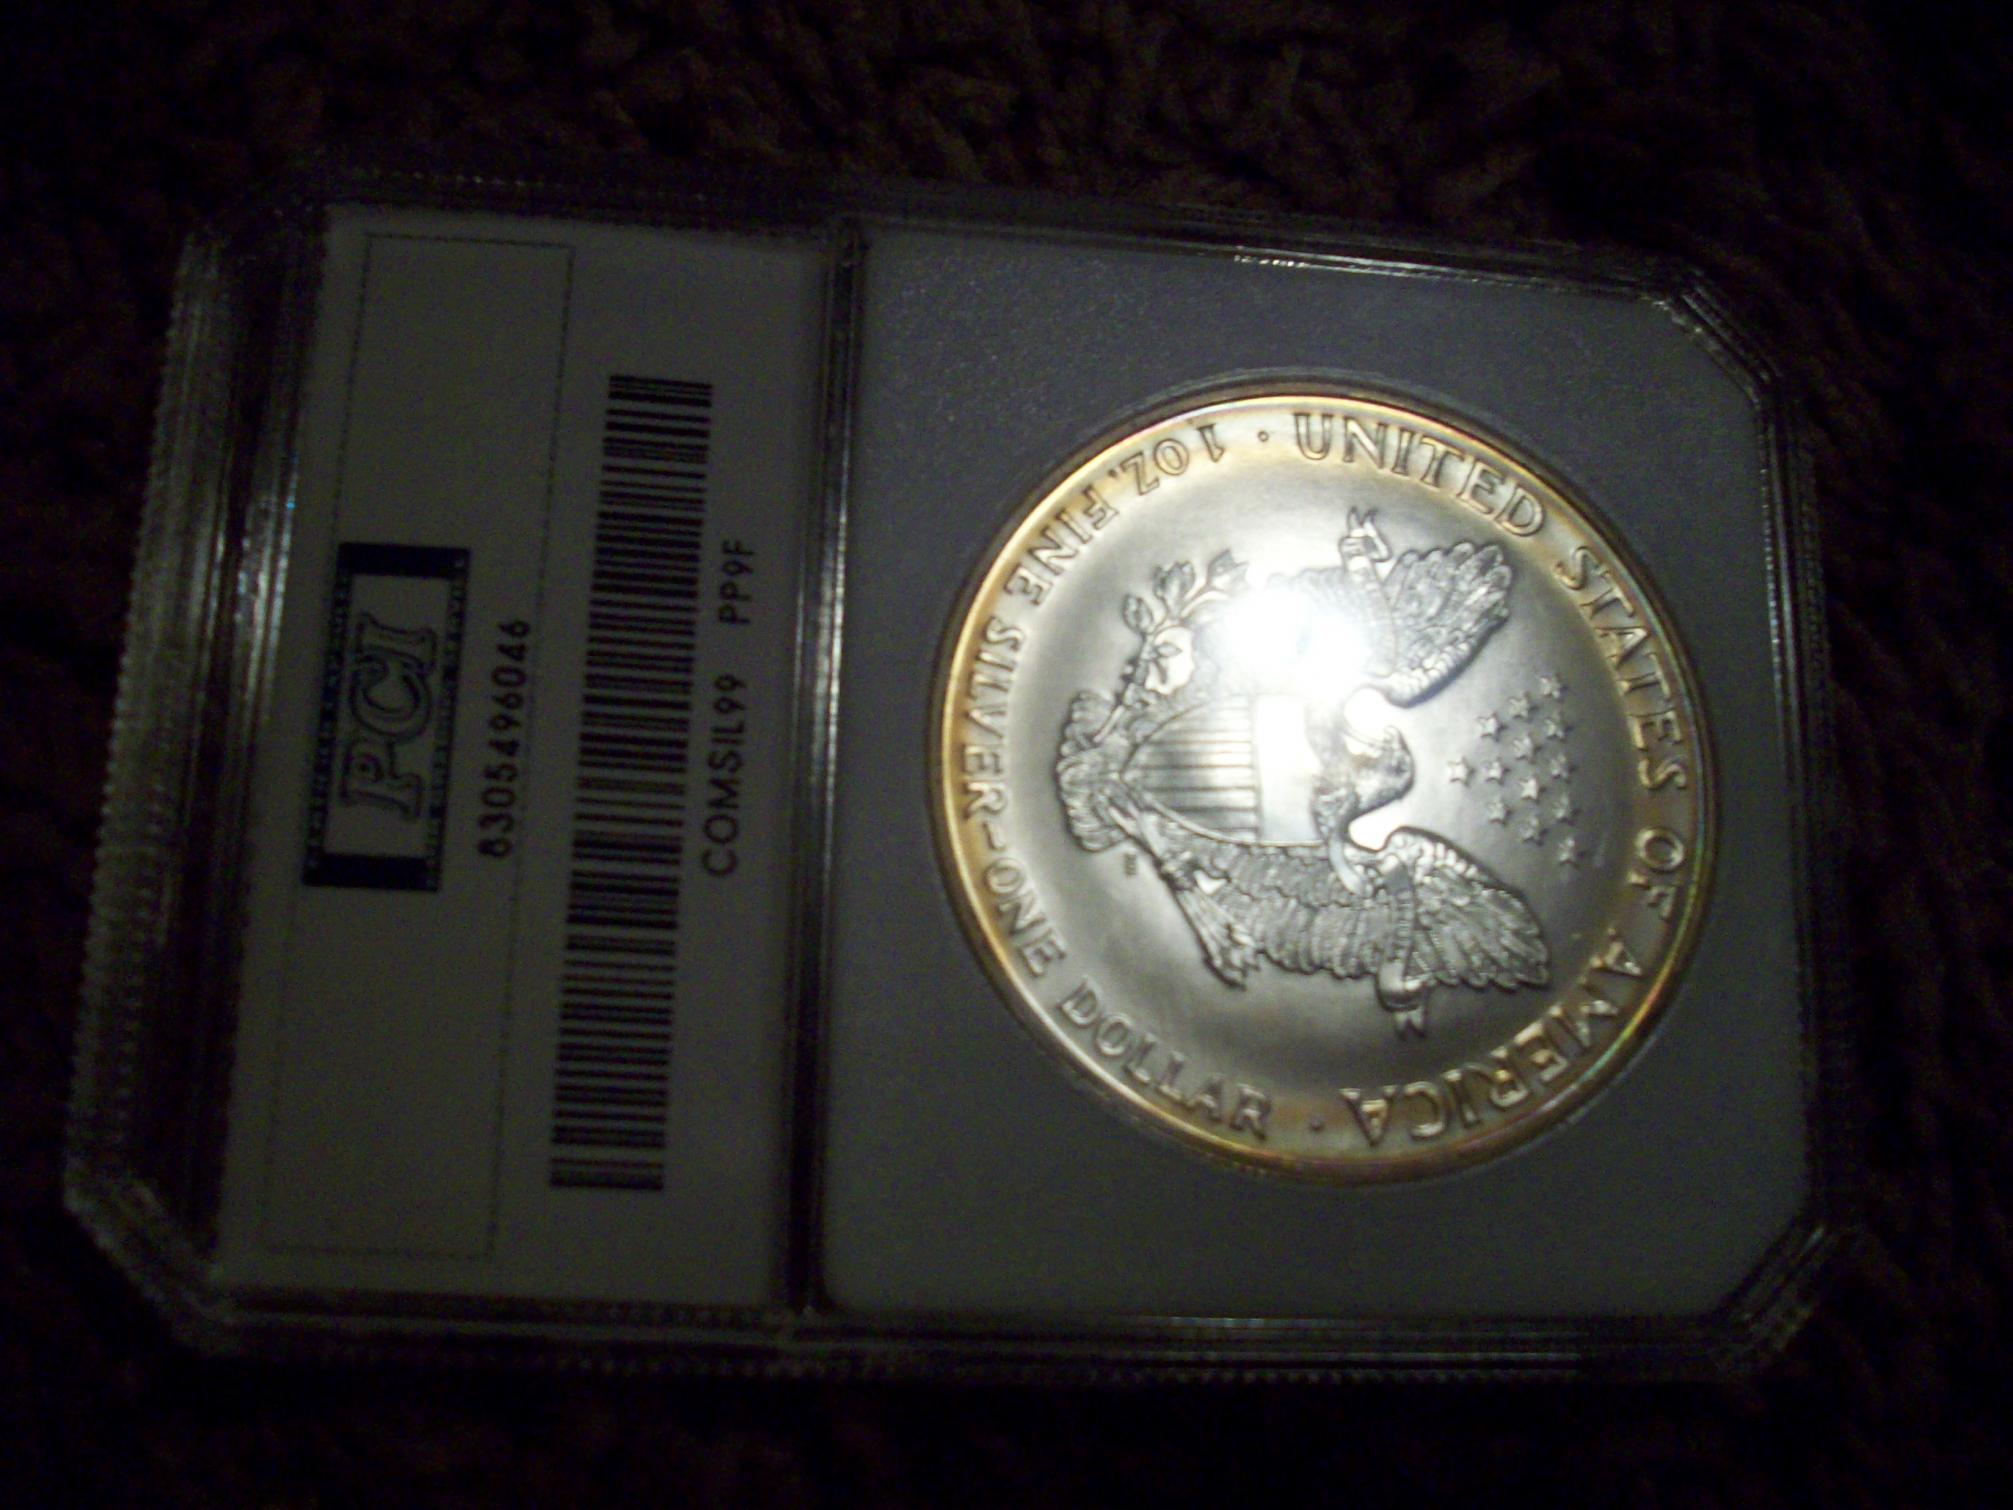 PCI
8305496046
COMSIL99 PP9F
UNITED STATES OF AMERICA
· 1 OZ. FINE SILVER-ONE DOLLAR ·